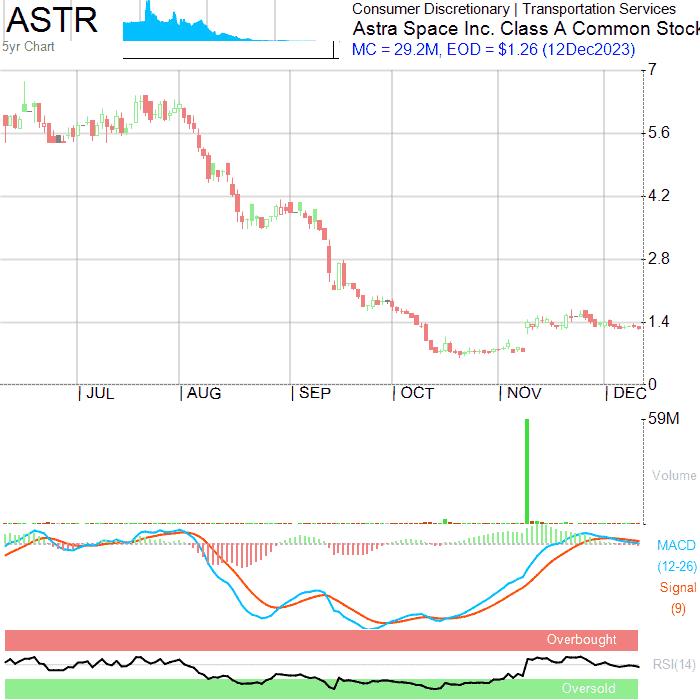 ASTR
5yr Chart
Consumer Discretionary | Transportation Services
Astra Space Inc. Class A Common Stock
MC = 29.2M, EOD = $1.26 (12Dec2023)
7
5.6
4.2
2.8
1.4
0
JUL AUG SEP OCT NOV DEC
59M
Volume
MACD
(12-26)
Signal
(9)
Overbought
RSI(14)
Oversold